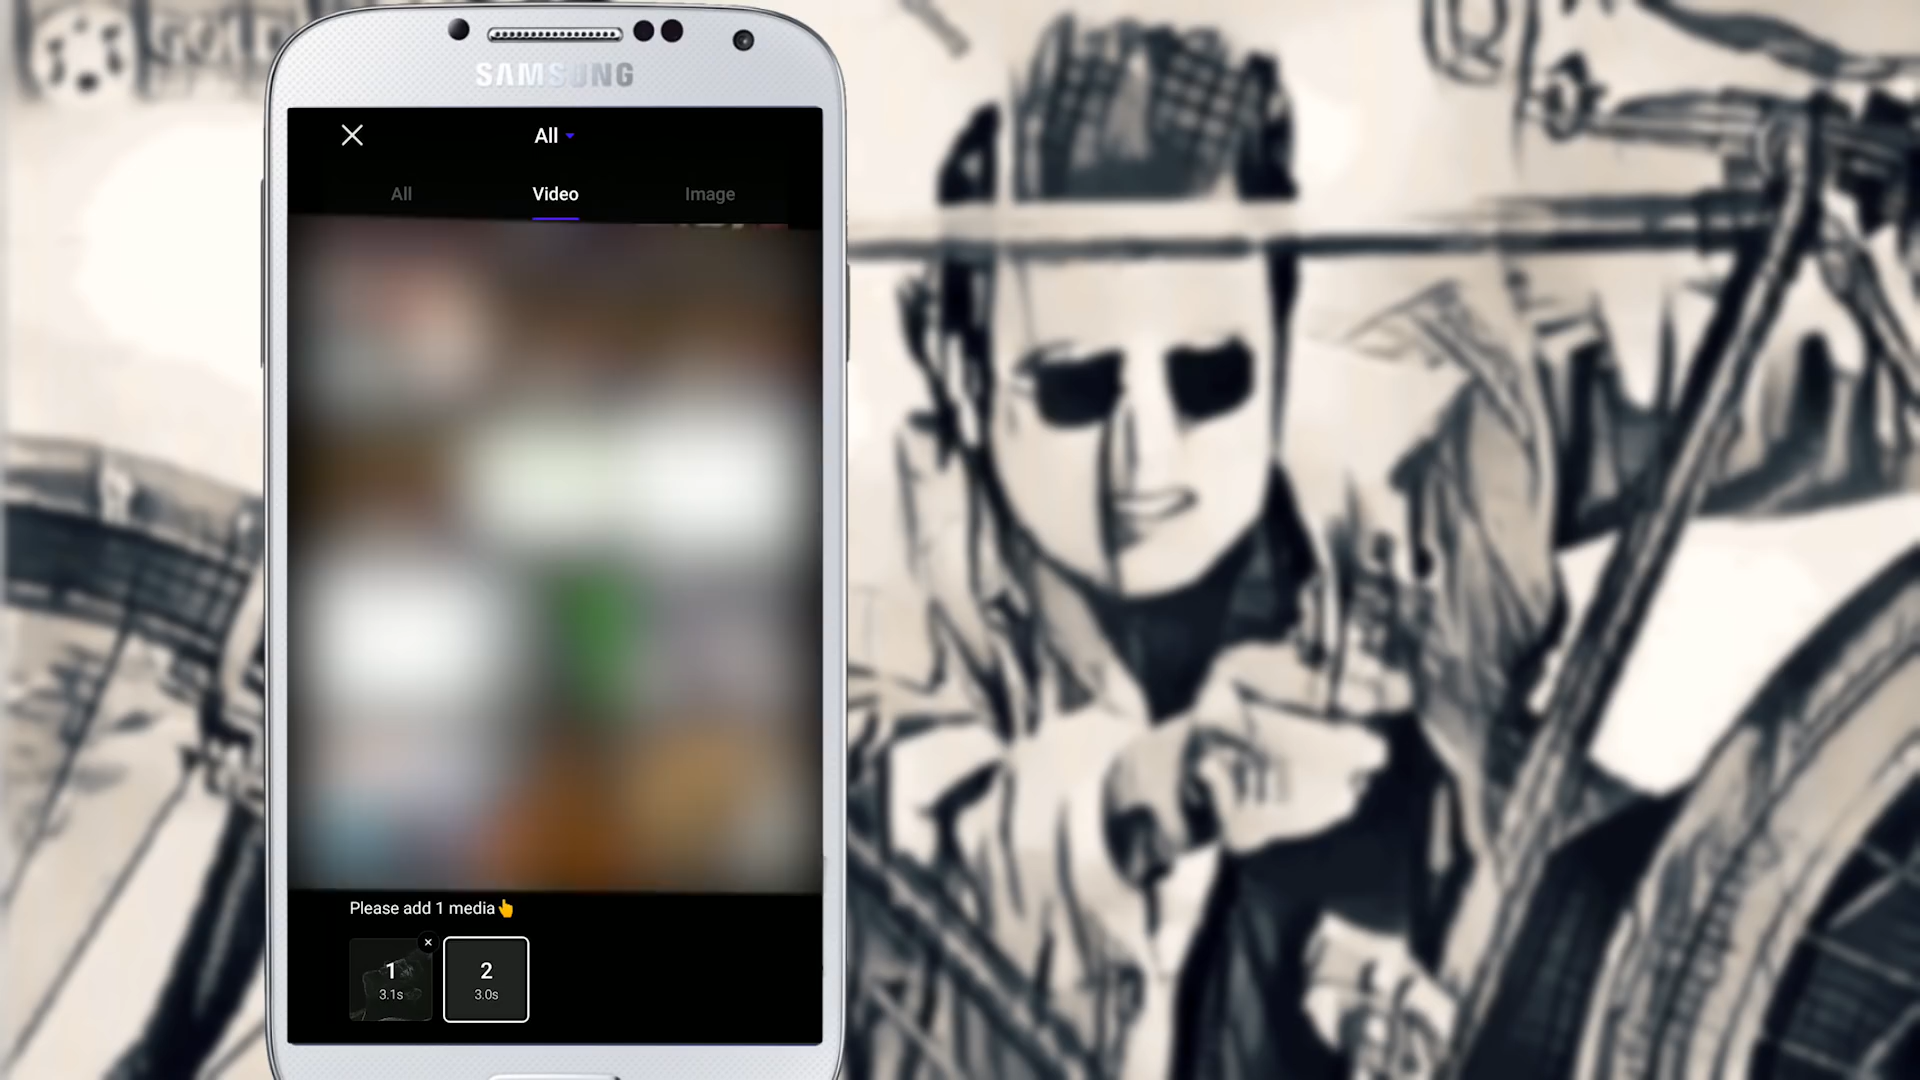 SAMSUNG
All
All Video Image
Please add 1 media👆
1
3.1s
2
3.0s